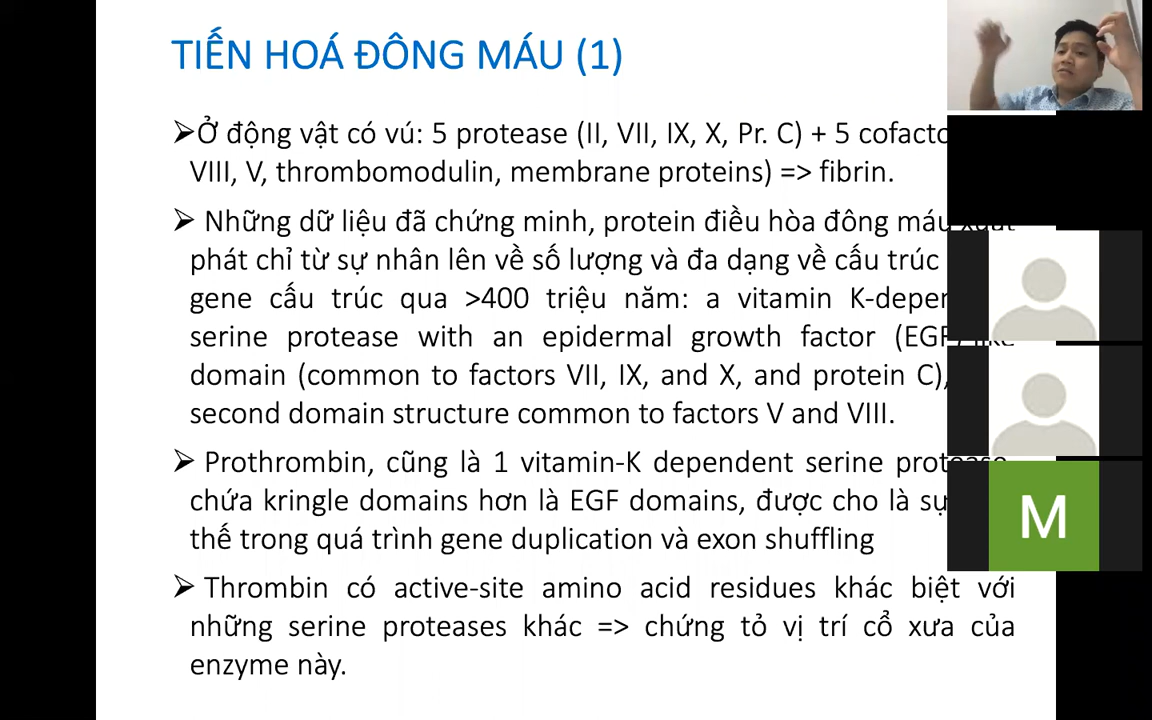 TIẾN HOÁ ĐÔNG MÁU (1)
➢Ở động vật có vú: 5 protease (II, VII, IX, X, Pr. C) + 5
VIII, V, thrombomodulin, membrane proteins) => fibrin.
➢ Những dữ liệu đã chứng minh, protein điều hòa đông máu xuất
phát chỉ từ sự nhân lên về số lượng và đa dạng về cấu trúc
gene cấu trúc qua >400 triệu năm: a vitamin
serine protease with an epidermal growth factor
domain (common to factors VII, IX, and X, and protein C),
second domain structure common to factors V and VIII.
➢ Prothrombin, cũng là 1 vitamin-K dependent serine protease,
chứa kringle domains hơn là EGF domains, được cho là sự
thế trong quá trình gene duplication và exon shuffling
➢ Thrombin có active-site amino acid residues khác biệt với
những serine proteases khác => chứng tỏ vị trí cổ xưa của
enzyme này.
M